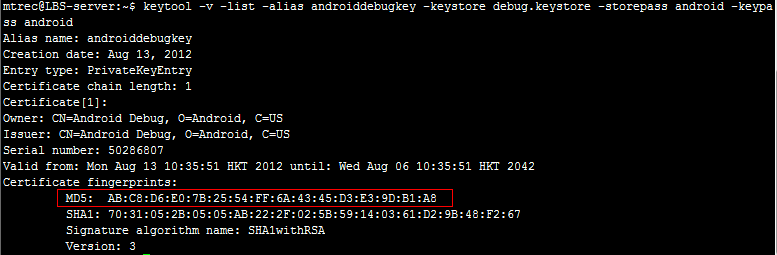 mtrec@LBS-server:~$ keytool -v -list -alias androiddebugkey -keystore debug.keystore -storepass android -keypa
ss android
Alias name: androiddebugkey
Creation date: Aug 13, 2012
Entry type: PrivateKeyEntry
Certificate chain length: 1
Certificate[1]:
Owner: CN=Android Debug, O=Android, C=US
Issuer: CN=Android Debug, O=Android, C=US
Serial number: 50286807
Valid from: Mon Aug 13 10:35:51 HKT 2012 until: Wed Aug 06 10:35:51 HKT 2042
Certificate fingerprints:
MD5:  AB:C8:D6:E0:7B:25:54:FF:6A:43:45:D3:E3:9D:B1:A8
SHA1: 70:31:05:2B:05:05:AB:22:2F:02:5B:59:14:03:61:D2:9B:48:F2:67
Signature algorithm name: SHA1withRSA
Version: 3